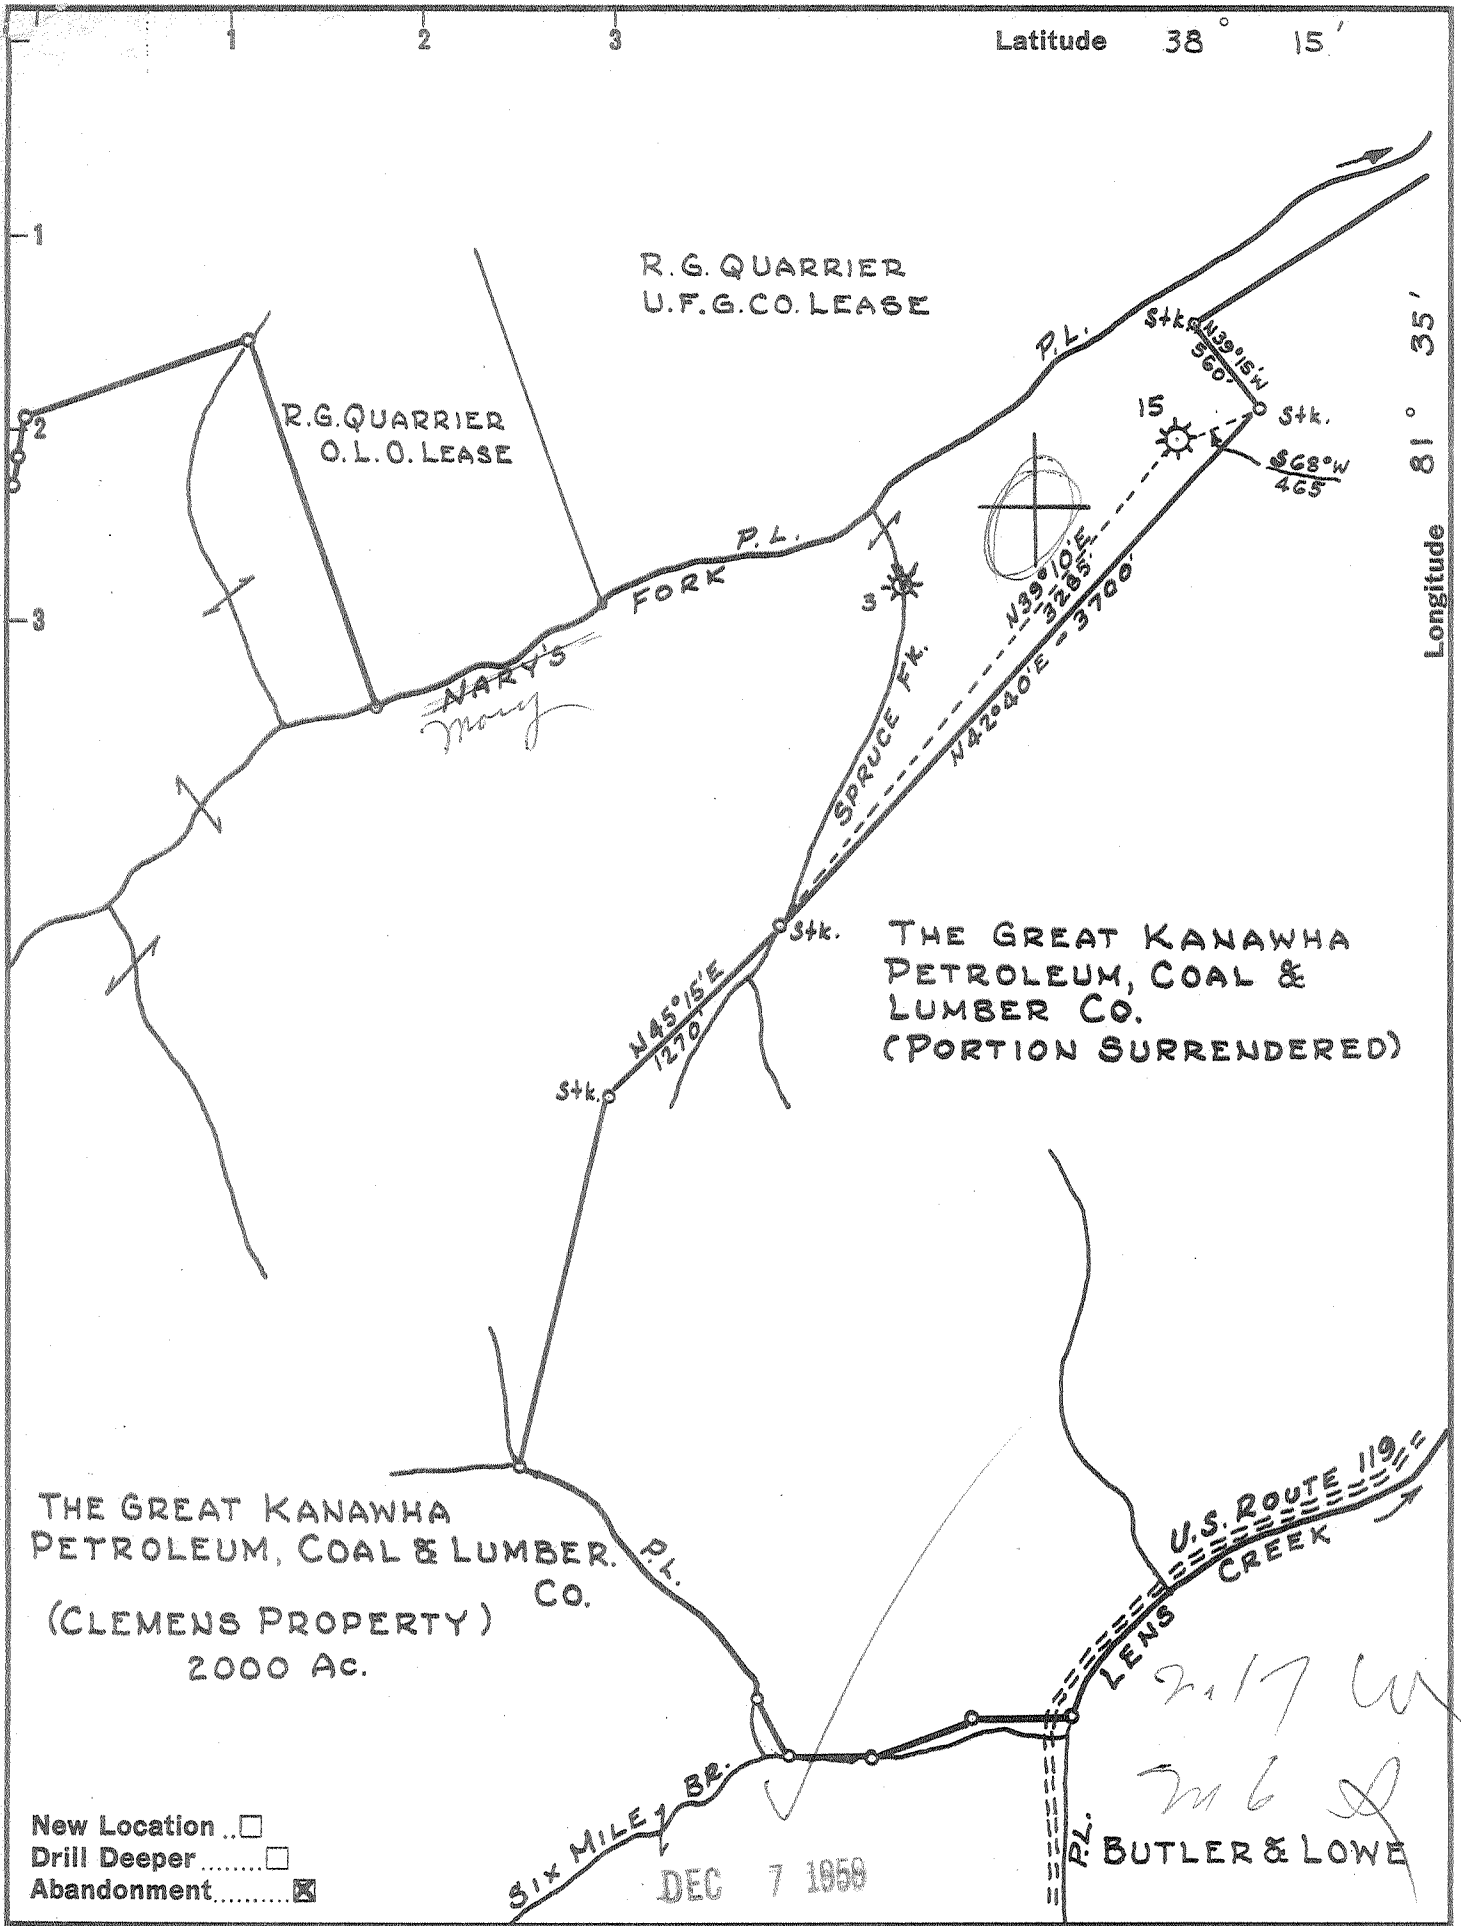 1
2
3
Latitude 38° 15'
1
2
3
81° 35'
Longitude
R.G. QUARRIER
U.F.G.CO. LEASE
R.G.QUARRIER
O.L.O. LEASE
P.L.
Stk.
N39°15'W
560'
Stk.
15
S68°W
465
P.L.
FORK
NARY'S
Mary
3
N39°10'E
3285'
N42°40'E - 3700'
SPRUCE FK.
Stk.
N45°15'E
1270'
Stk.
THE GREAT KANAWHA
PETROLEUM, COAL &
LUMBER CO.
(PORTION SURRENDERED)
THE GREAT KANAWHA
PETROLEUM, COAL & LUMBER.
CO.
(CLEMENS PROPERTY)
2000 AC.
P.L.
U.S. ROUTE 119
LENS CREEK
SIX MILE BR.
P.L.
BUTLER & LOWE
New Location ..☐
Drill Deeper ........☐
Abandonment..........☒
DEC 7 1959